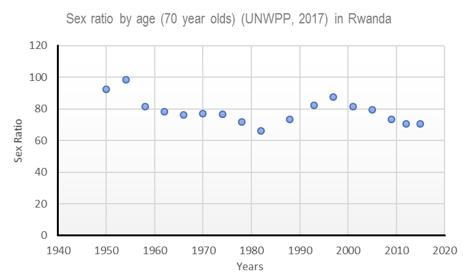 Sex ratio by age (70 year olds) (UNWPP, 2017) in Rwanda
120
100
80
60
40
20
0
Sex Ratio
1940 1950 1960 1970 1980 1990 2000 2010 2020
Years